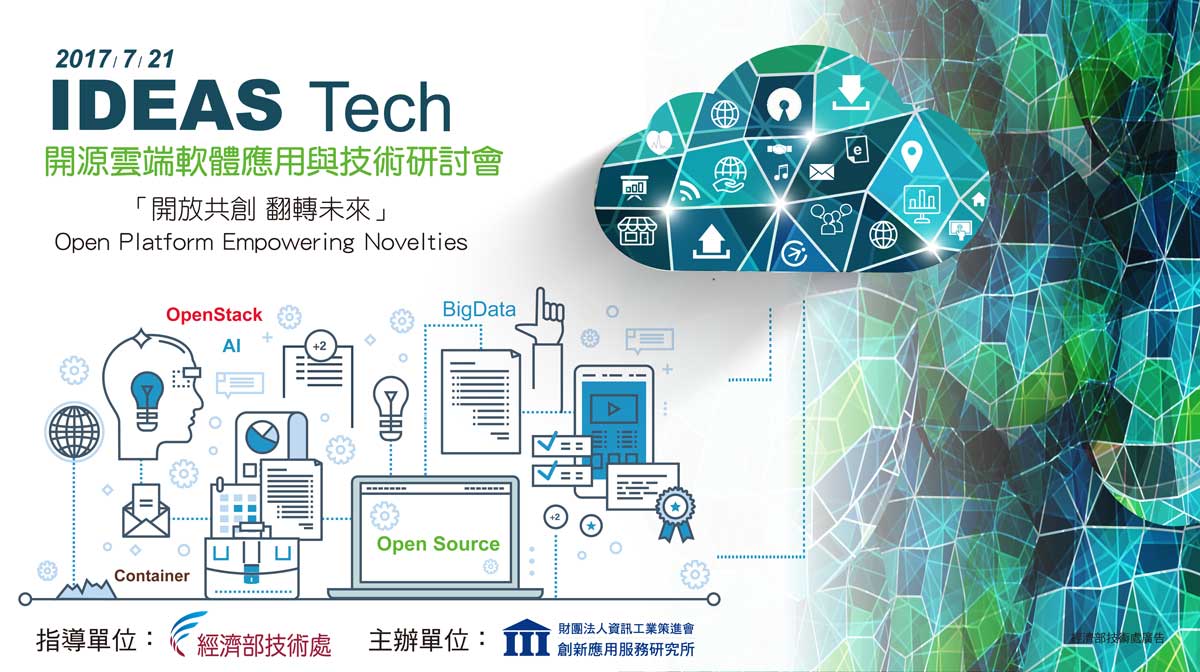 2017/7/21
IDEAS Tech
開源雲端軟體應用與技術研討會
「開放共創 翻轉未來」
Open Platform Empowering Novelties
OpenStack
AI
+2
BigData
e
+2
Open Source
Container
指導單位：經濟部技術處
主辦單位：財團法人資訊工業策進會
創新應用服務研究所
經濟部技術處廣告